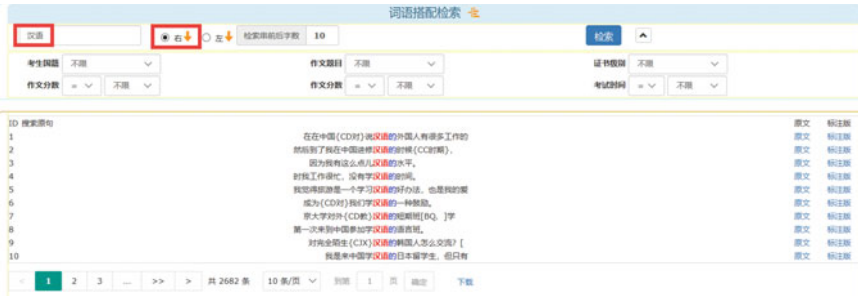 词语搭配检索
汉语 右 左 检索串前后字数 10 检索
考生国籍 不限 作文题目 不限 证书级别 不限
作文分数 = 不限 作文分数 = 不限 考试时间 = 不限
ID 搜索原句 原文 标注版
1 在在中国{CD对}说汉语的外国人有很多工作的 原文 标注版
2 然后到了我在中国进修汉语的时候{CC时期}, 原文 标注版
3 因为我有这么点儿汉语的水平。 原文 标注版
4 时我工作很忙，没有学汉语的时间。 原文 标注版
5 我觉得旅游是一个学习汉语的好办法，也是我的爱 原文 标注版
6 成为{CD对}我们学汉语的一种鼓励。 原文 标注版
7 京大学对外{CD教}汉语的短期班[BQ，]学 原文 标注版
8 第一次来到中国参加学汉语的语言班。 原文 标注版
9 对完全陌生{CJX}汉语的韩国人怎么交流？[ 原文 标注版
10 我是来中国学汉语的日本留学生，但只有 原文 标注版
< 1 2 3 ... >> > 共 2682 条 10 条/页 到第 1 页 确定 下载